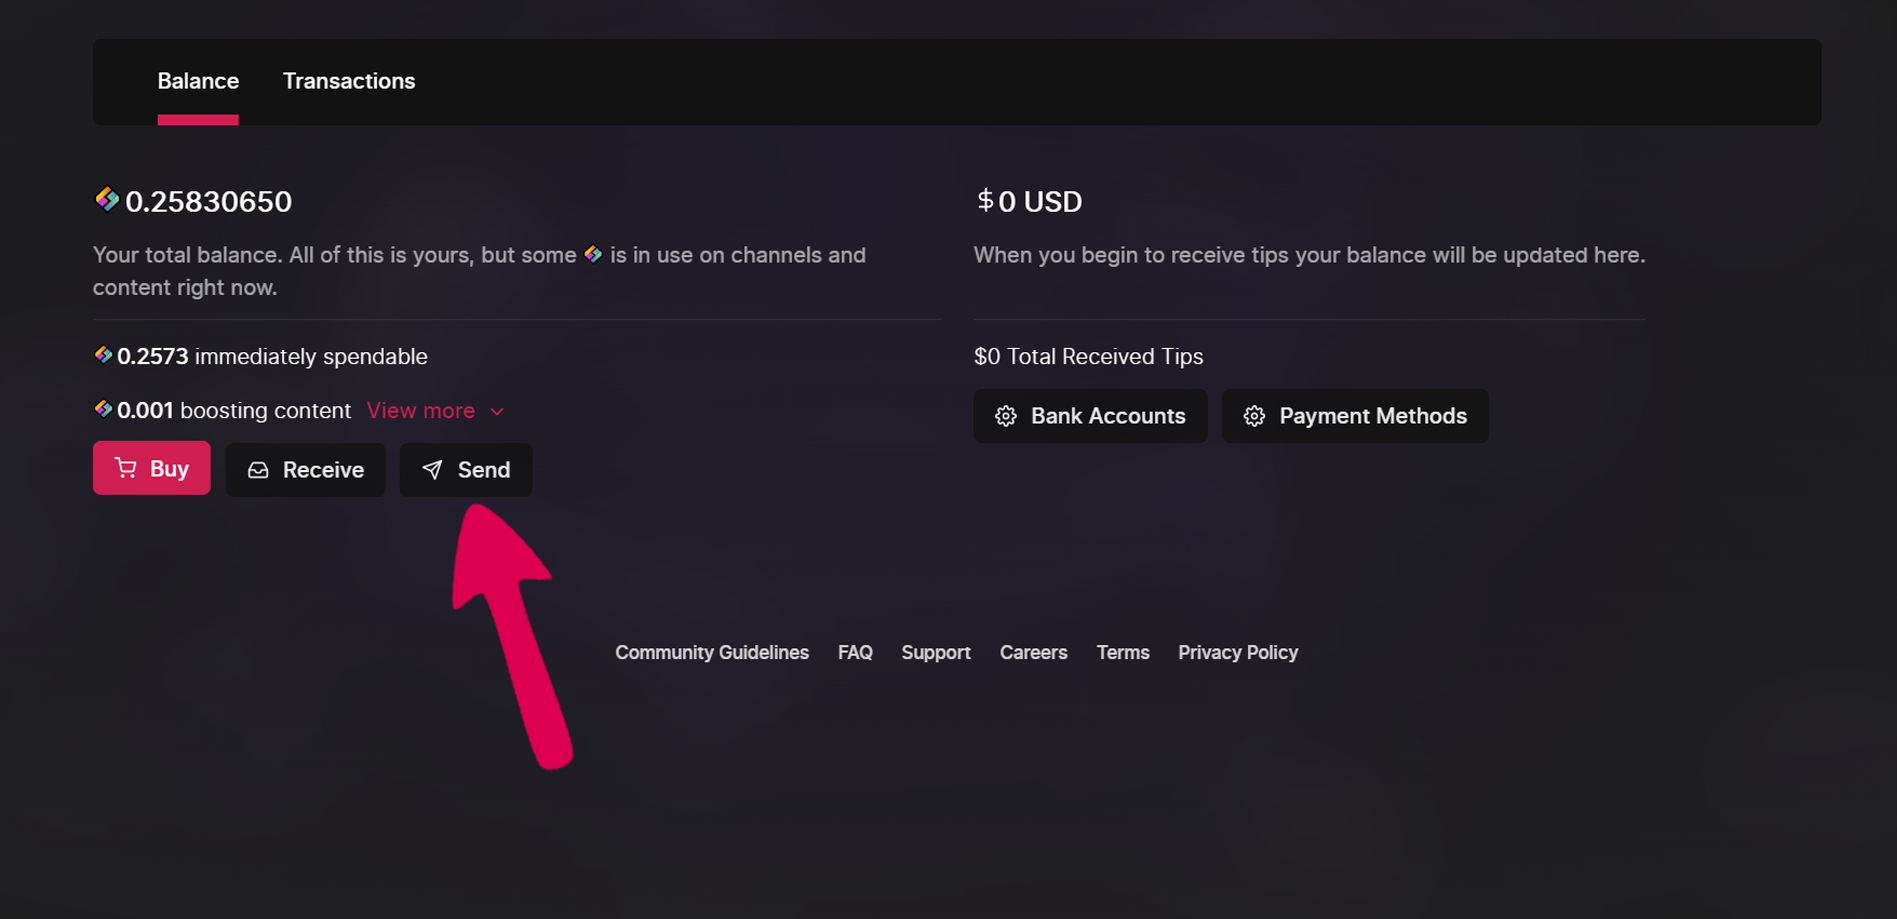 Balance Transactions
0.25830650
Your total balance. All of this is yours, but some is in use on channels and
content right now.
0.2573 immediately spendable
0.001 boosting content View more
Buy Receive Send
$0 USD
When you begin to receive tips your balance will be updated here.
$0 Total Received Tips
Bank Accounts Payment Methods
Community Guidelines FAQ Support Careers Terms Privacy Policy